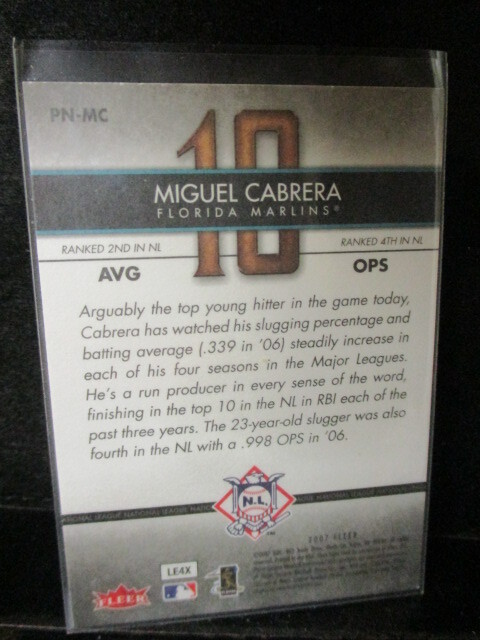 PN-MC
10
MIGUEL CABRERA
FLORIDA MARLINS®
RANKED 2ND IN NL
AVG
RANKED 4TH IN NL
OPS
Arguably the top young hitter in the game today,
Cabrera has watched his slugging percentage and
batting average (.339 in '06) steadily increase in
each of his four seasons in the Major Leagues.
He's a run producer in every sense of the word,
finishing in the top 10 in the NL in RBI each of the
past three years. The 23-year-old slugger was also
fourth in the NL with a .998 OPS in '06.
N.L.
NATIONAL LEAGUE NATIONAL LEAGUE
2007 FLEER
LE4X
FLEER